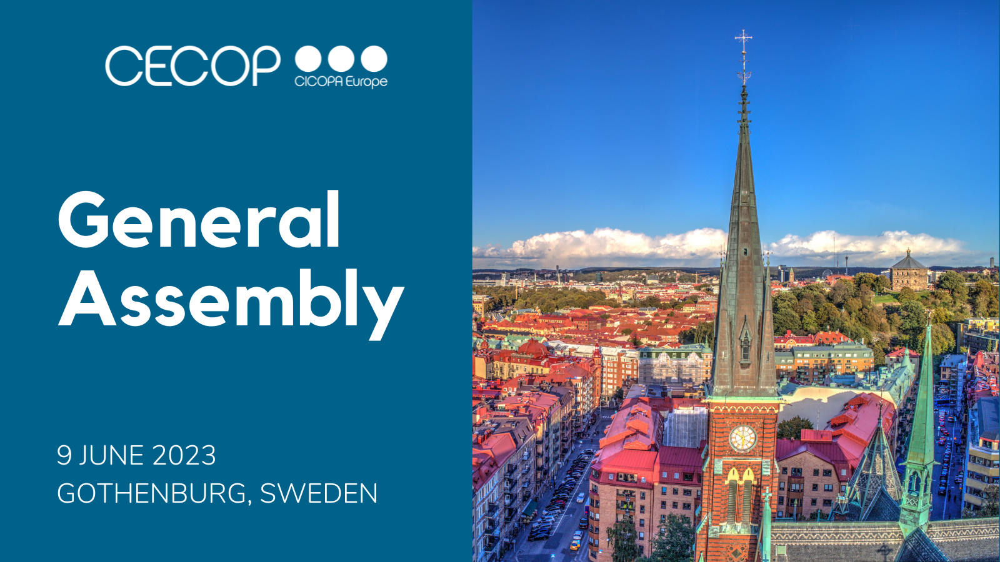 CECOP
CICOPA Europe
General
Assembly
9 JUNE 2023
GOTHENBURG, SWEDEN